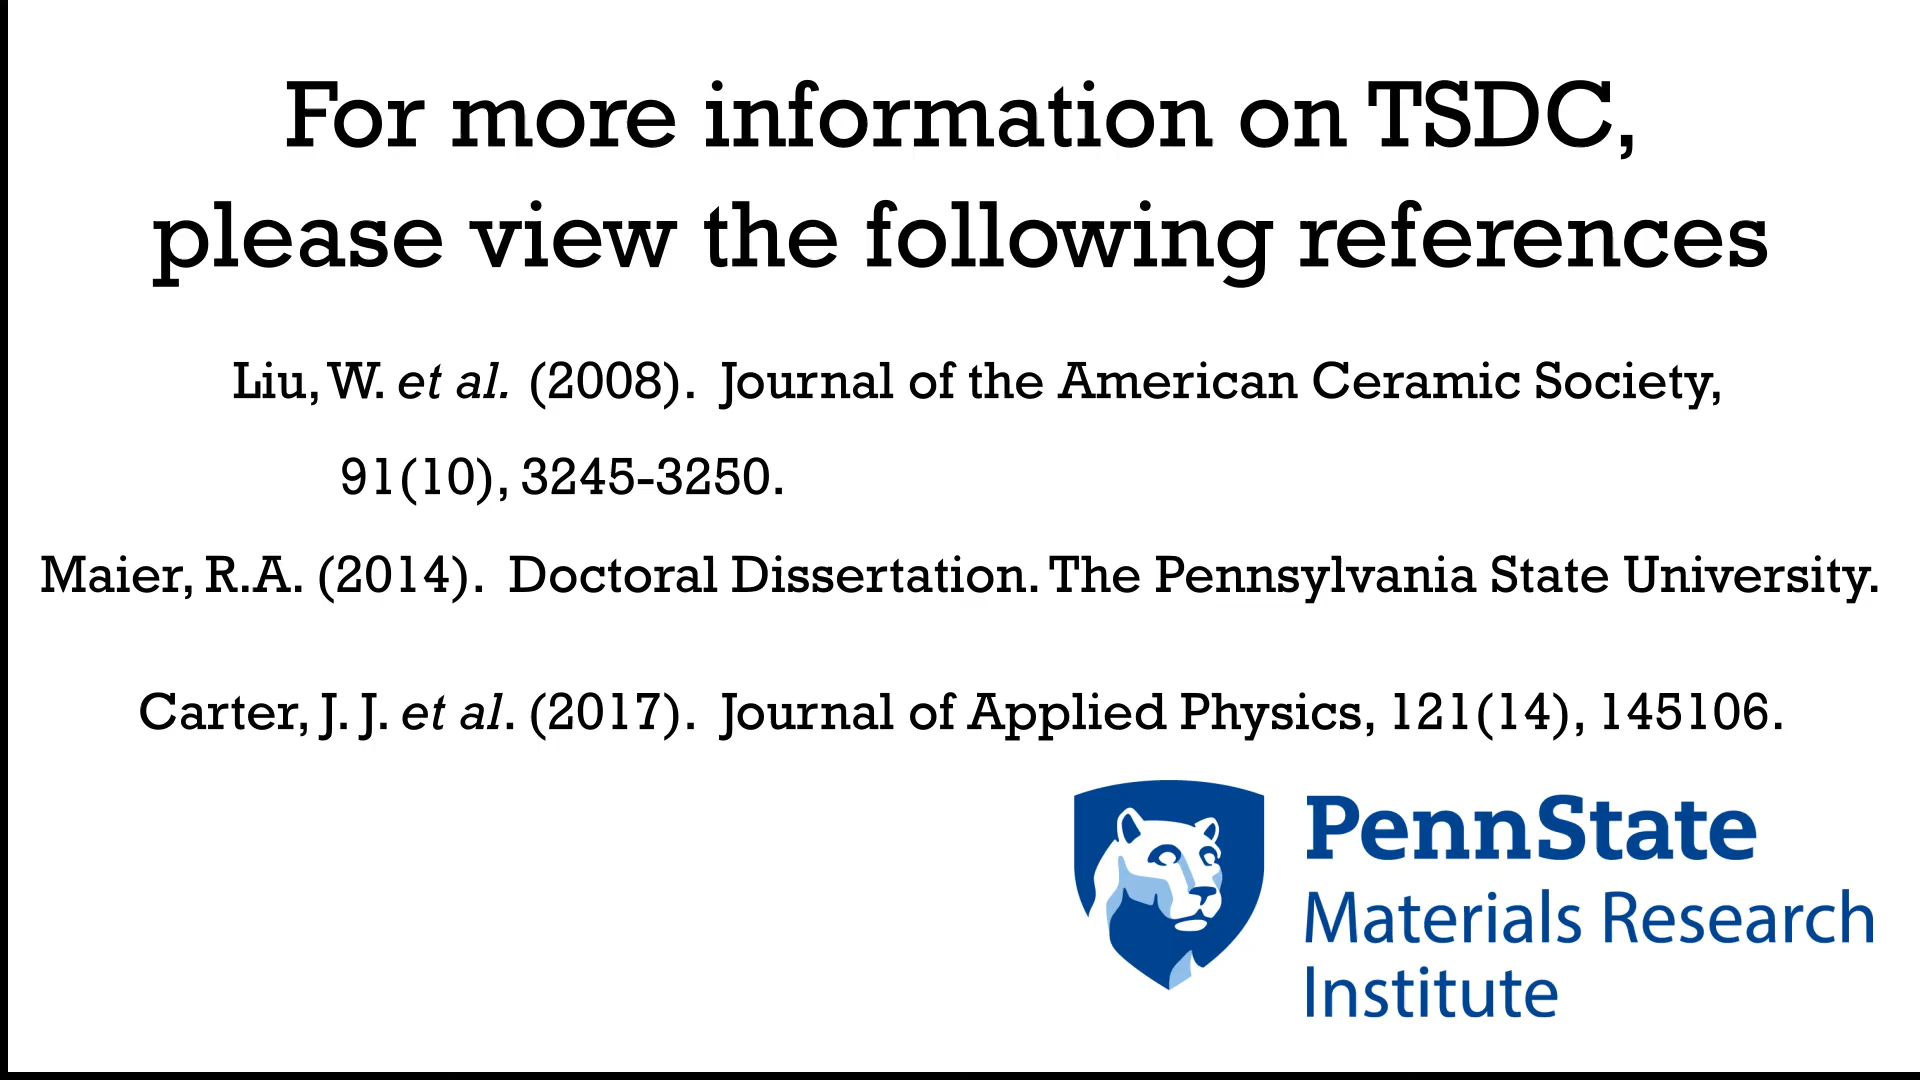 For more information on TSDC,
please view the following references
Liu, W. et al. (2008). Journal of the American Ceramic Society,
91(10), 3245-3250.
Maier, R.A. (2014). Doctoral Dissertation. The Pennsylvania State University.
Carter, J. J. et al. (2017). Journal of Applied Physics, 121(14), 145106.
PennState
Materials Research
Institute